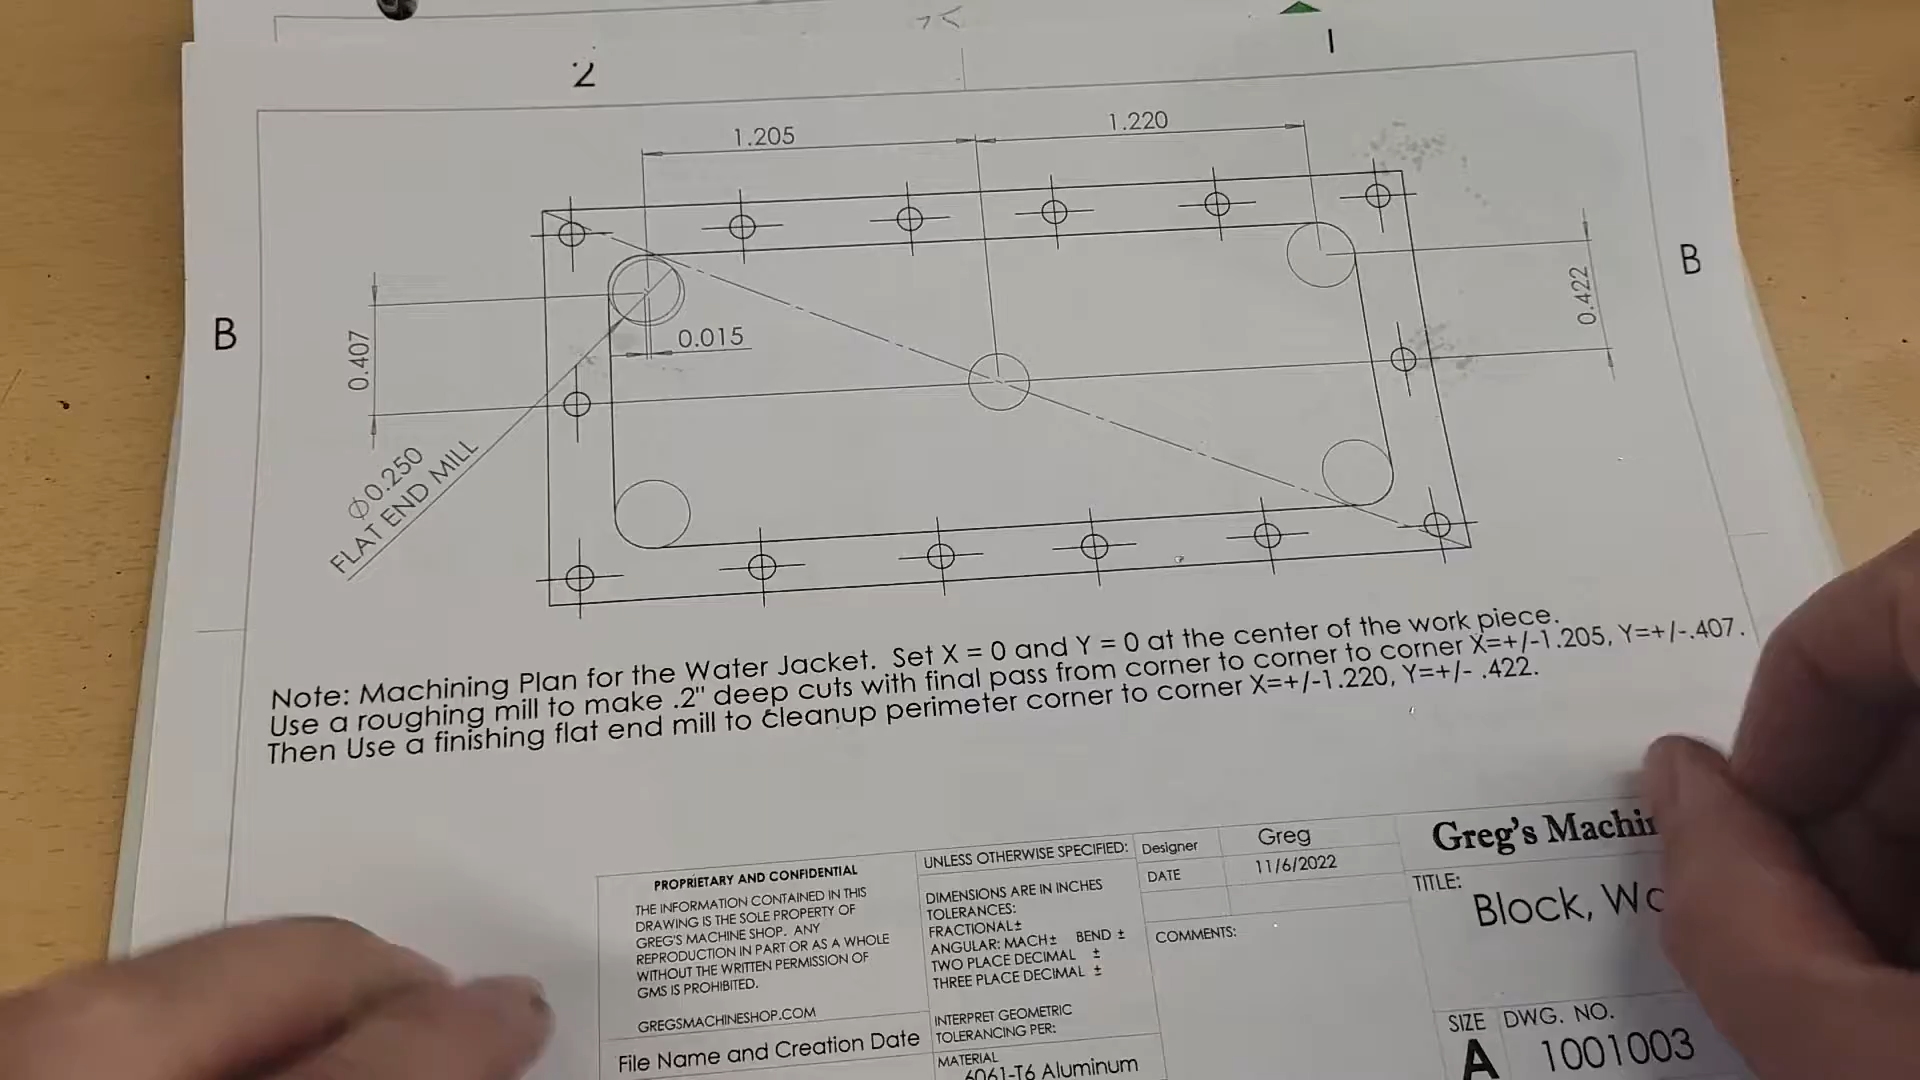 2
1
1.205
1.220
B
B
0.407
0.015
0.422
Ø0.250
FLAT END MILL
Note: Machining Plan for the Water Jacket. Set X = 0 and Y = 0 at the center of the work piece.
Use a roughing mill to make .2" deep cuts with final pass from corner to corner to corner X=+/-1.205, Y=+/-.407.
Then Use a finishing flat end mill to cleanup perimeter corner to corner X=+/-1.220, Y=+/- .422.
PROPRIETARY AND CONFIDENTIAL
THE INFORMATION CONTAINED IN THIS
DRAWING IS THE SOLE PROPERTY OF
GREG'S MACHINE SHOP. ANY
REPRODUCTION IN PART OR AS A WHOLE
WITHOUT THE WRITTEN PERMISSION OF
GMS IS PROHIBITED.
GREGSMACHINESHOP.COM
File Name and Creation Date
UNLESS OTHERWISE SPECIFIED:
DIMENSIONS ARE IN INCHES
TOLERANCES:
FRACTIONAL±
ANGULAR: MACH± BEND ±
TWO PLACE DECIMAL ±
THREE PLACE DECIMAL ±
INTERPRET GEOMETRIC
TOLERANCING PER:
MATERIAL
6061-T6 Aluminum
Designer
Greg
DATE
11/6/2022
COMMENTS:
Greg's
TITLE:
Block,
SIZE
DWG. NO.
A
1001003